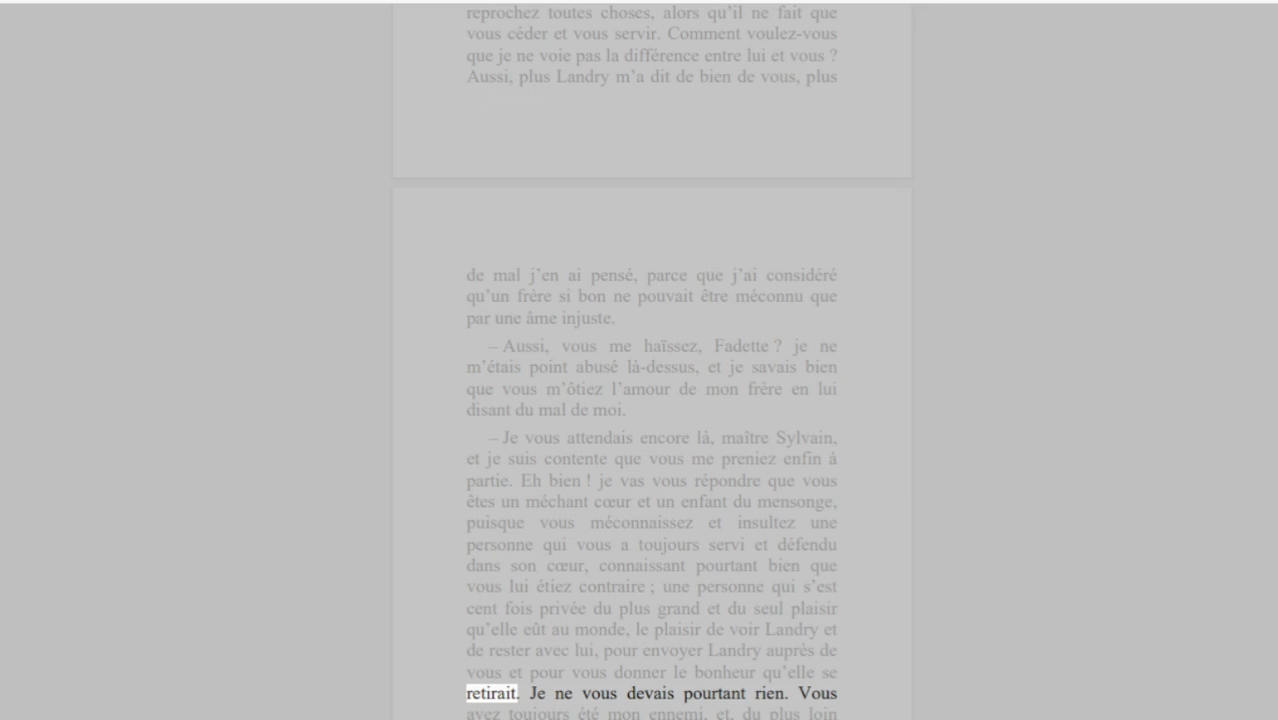 reprochez toutes choses, alors qu’il ne fait que
vous céder et vous servir. Comment voulez-vous
que je ne voie pas la différence entre lui et vous ?
Aussi, plus Landry m’a dit de bien de vous, plus
de mal j’en ai pensé, parce que j’ai considéré
qu’un frère si bon ne pouvait être méconnu que
par une âme injuste.
– Aussi, vous me haïssez, Fadette ? je ne
m’étais point abusé là-dessus, et je savais bien
que vous m’ôtiez l’amour de mon frère en lui
disant du mal de moi.
– Je vous attendais encore là, maître Sylvain,
et je suis contente que vous me preniez enfin à
partie. Eh bien ! je vas vous répondre que vous
êtes un méchant cœur et un enfant du mensonge,
puisque vous méconnaissez et insultez une
personne qui vous a toujours servi et défendu
dans son cœur, connaissant pourtant bien que
vous lui étiez contraire ; une personne qui s’est
cent fois privée du plus grand et du seul plaisir
qu’elle eût au monde, le plaisir de voir Landry et
de rester avec lui, pour envoyer Landry auprès de
vous et pour vous donner le bonheur qu’elle se
retirait. Je ne vous devais pourtant rien. Vous
avez toujours été mon ennemi, et, du plus loin